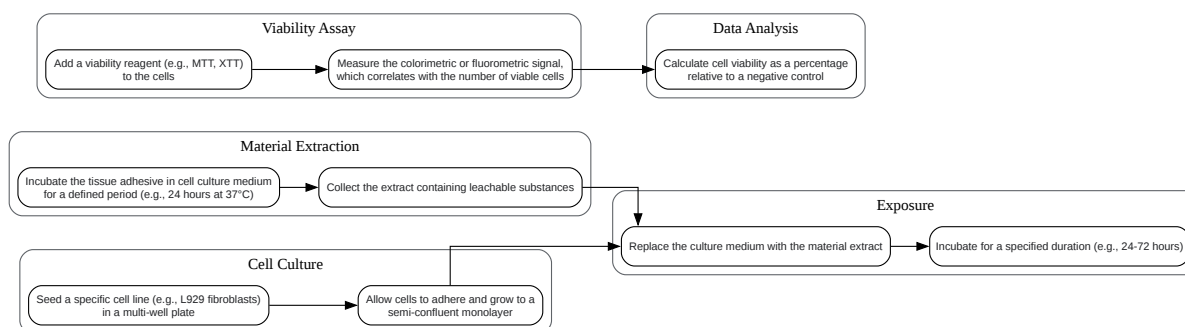 Viability Assay
Add a viability reagent (e.g., MTT, XTT)
to the cells
Measure the colorimetric or fluorometric signal,
which correlates with the number of viable cells
Data Analysis
Calculate cell viability as a percentage
relative to a negative control
Material Extraction
Incubate the tissue adhesive in cell culture medium
for a defined period (e.g., 24 hours at 37°C)
Collect the extract containing leachable substances
Exposure
Replace the culture medium with the material extract
Incubate for a specified duration (e.g., 24-72 hours)
Cell Culture
Seed a specific cell line (e.g., L929 fibroblasts)
in a multi-well plate
Allow cells to adhere and grow to a
semi-confluent monolayer